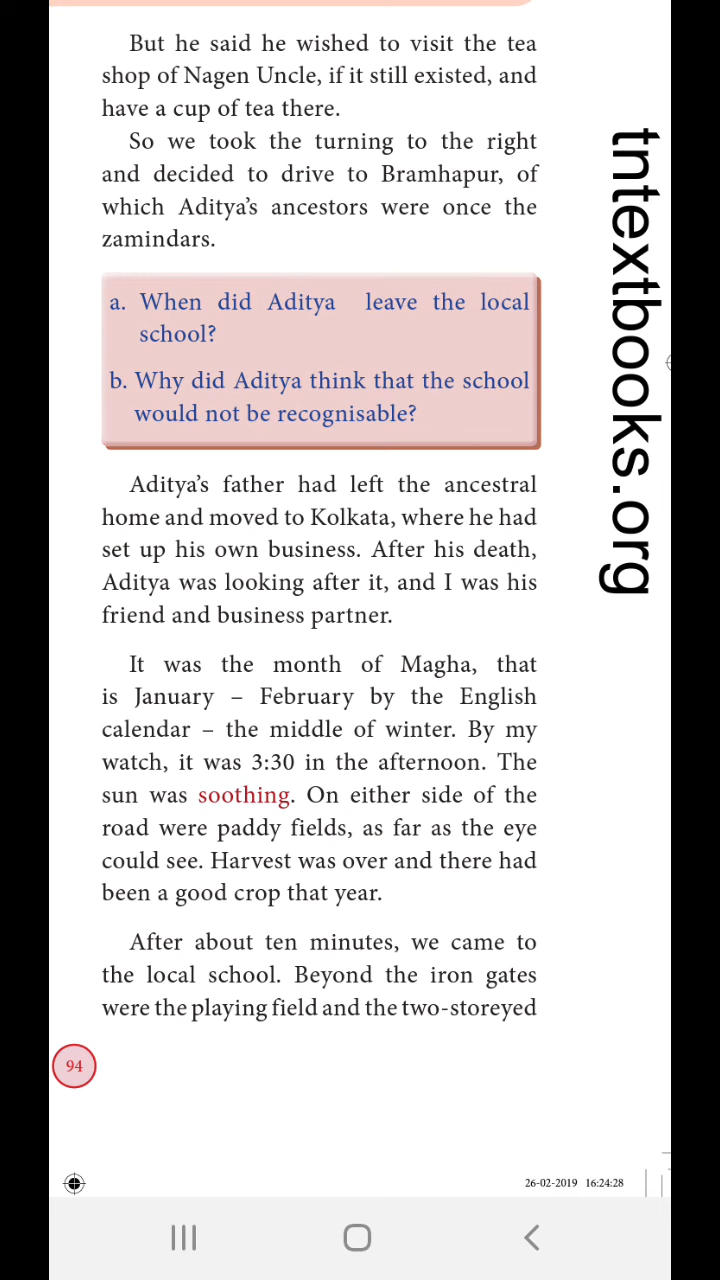 But he said he wished to visit the tea
shop of Nagen Uncle, if it still existed, and
have a cup of tea there.
So we took the turning to the right
and decided to drive to Bramhapur, of
which Aditya’s ancestors were once the
zamindars.
a. When did Aditya leave the local
school?
b. Why did Aditya think that the school
would not be recognisable?
Aditya’s father had left the ancestral
home and moved to Kolkata, where he had
set up his own business. After his death,
Aditya was looking after it, and I was his
friend and business partner.
It was the month of Magha, that
is January – February by the English
calendar – the middle of winter. By my
watch, it was 3:30 in the afternoon. The
sun was soothing. On either side of the
road were paddy fields, as far as the eye
could see. Harvest was over and there had
been a good crop that year.
After about ten minutes, we came to
the local school. Beyond the iron gates
were the playing field and the two-storeyed
94
26-02-2019 16:24:28
tntextbooks.org